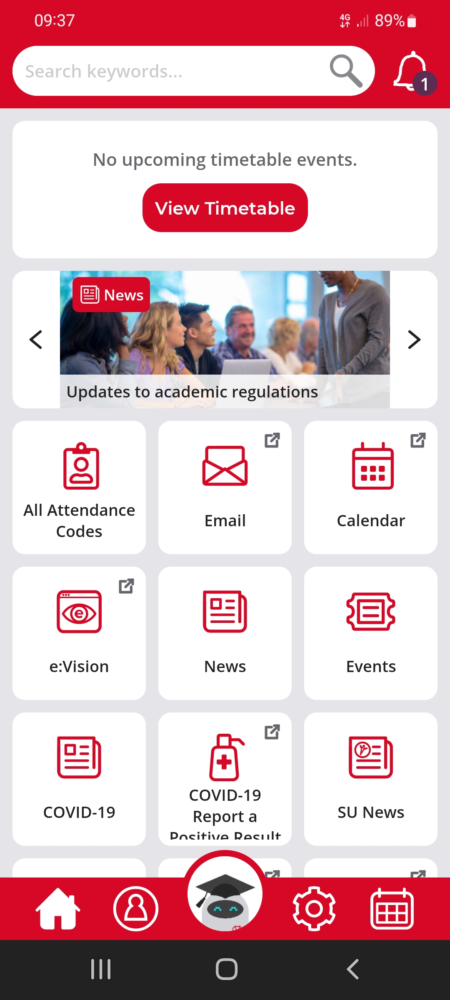 09:37
4G 89%
Search keywords...
1
No upcoming timetable events.
View Timetable
News
Updates to academic regulations
All Attendance
Codes
Email
Calendar
e:Vision
News
Events
COVID-19
COVID-19
Report a
Positive Result
SU News